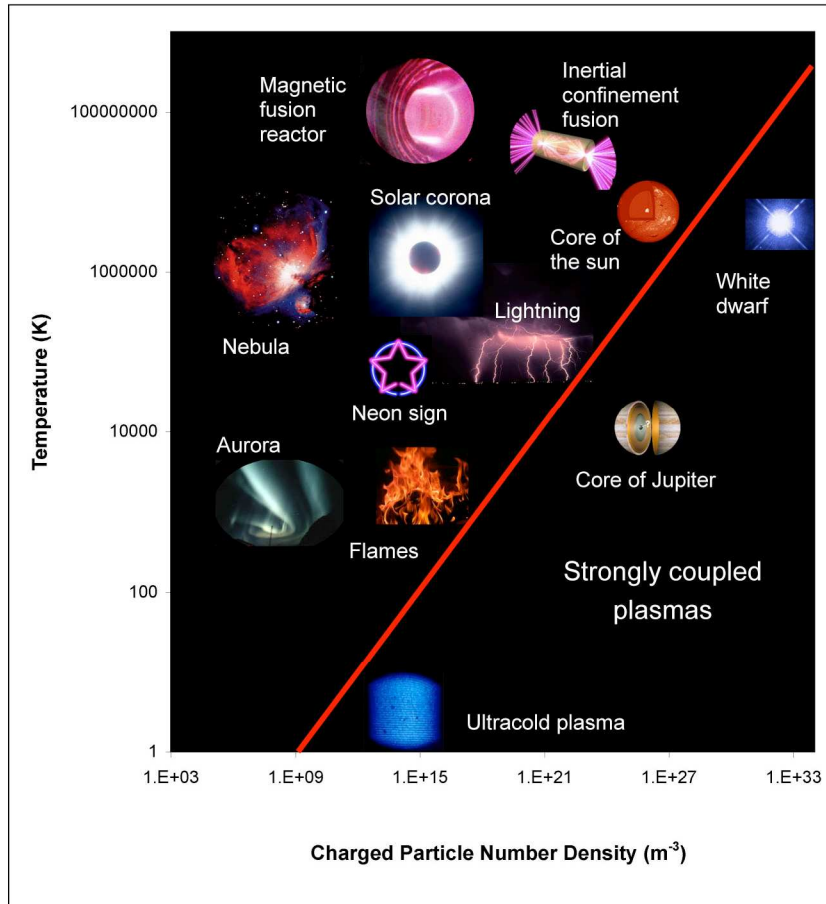 Magnetic
fusion
reactor
Inertial
confinement
fusion
100000000
Solar corona
Core of
the sun
White
dwarf
1000000
Lightning
Nebula
Neon sign
10000
Aurora
Core of Jupiter
Flames
Strongly coupled
plasmas
100
Ultracold plasma
1
Temperature (K)
1.E+03 1.E+09 1.E+15 1.E+21 1.E+27 1.E+33
Charged Particle Number Density (m⁻³)